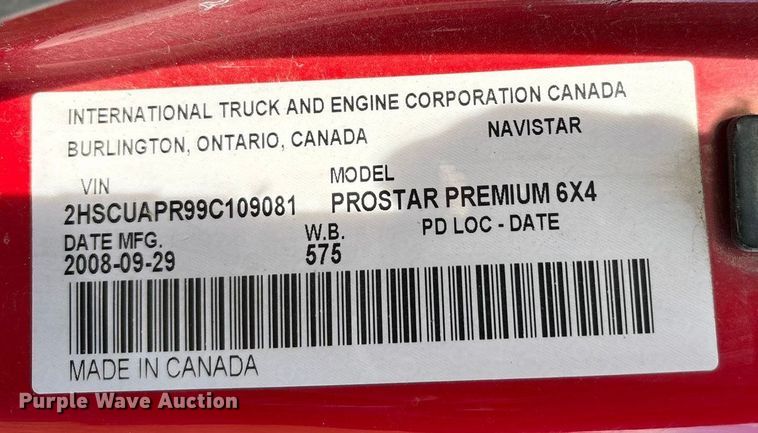 INTERNATIONAL TRUCK AND ENGINE CORPORATION CANADA
BURLINGTON, ONTARIO, CANADA NAVISTAR
VIN MODEL
2HSCUAPR99C109081 PROSTAR PREMIUM 6X4
DATE MFG. W.B. PD LOC - DATE
2008-09-29 575
MADE IN CANADA
Purple Wave Auction